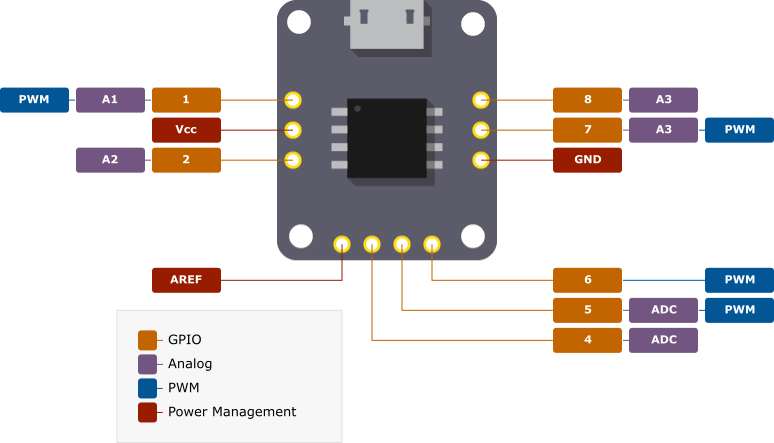 PWM A1 1 8 A3
Vcc 7 A3 PWM
A2 2 GND
AREF 6 PWM
5 ADC PWM
4 ADC
GPIO
Analog
PWM
Power Management